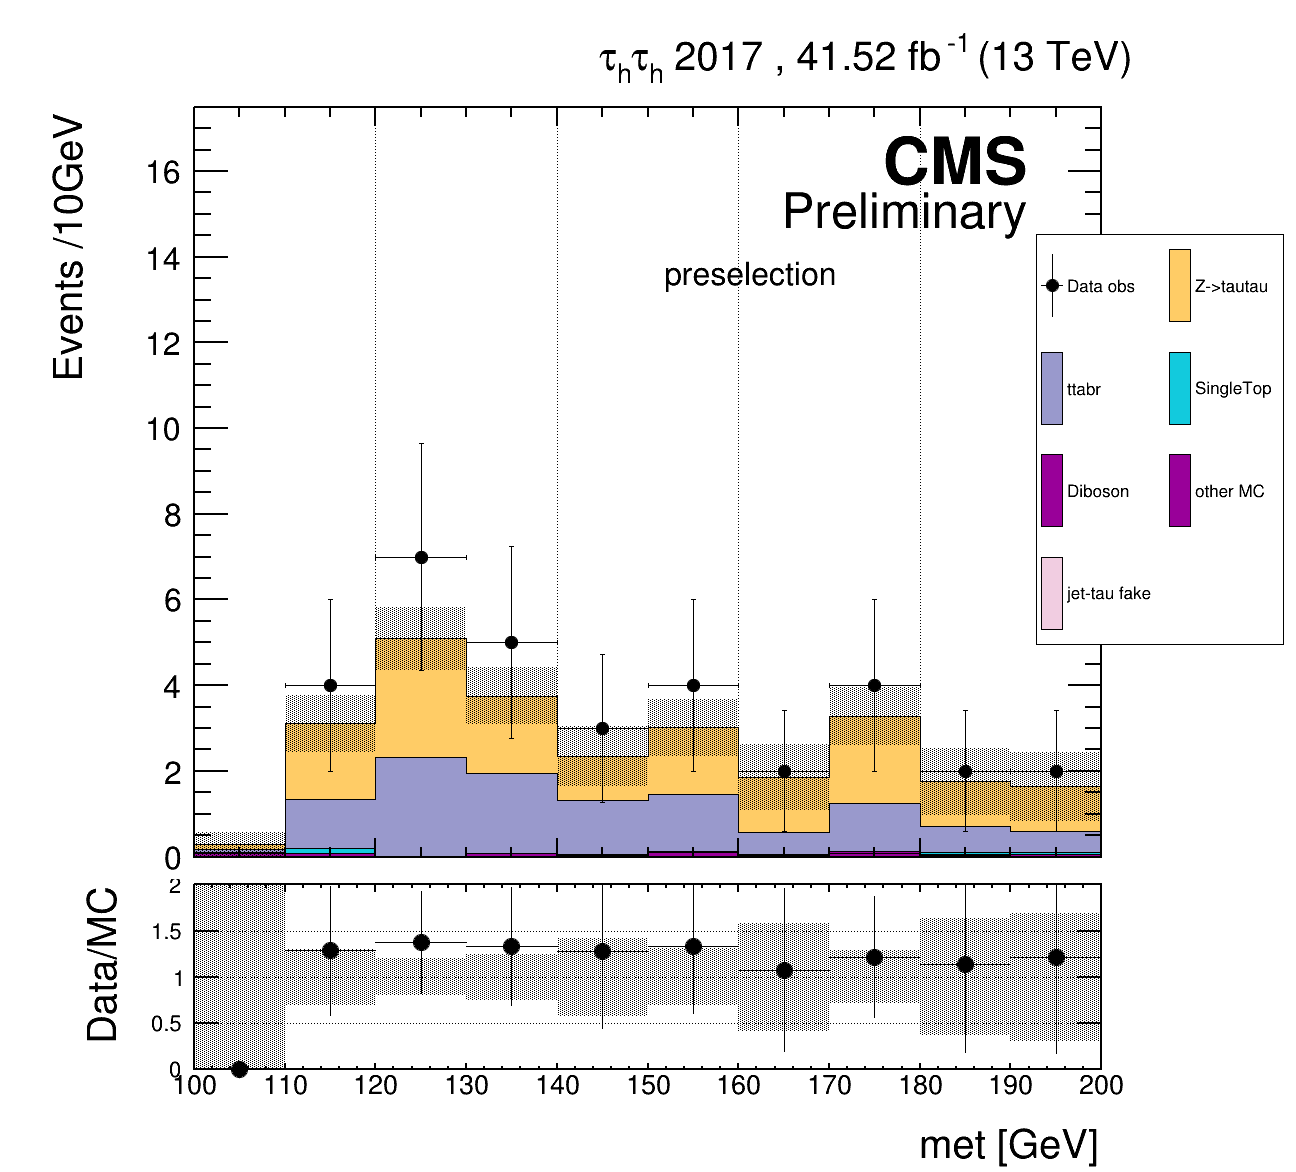 τhτh 2017 , 41.52 fb-1 (13 TeV)
Events /10GeV
16
14
12
10
8
6
4
2
0
CMS
Preliminary
preselection
Data obs
Z->tautau
ttabr
SingleTop
Diboson
other MC
jet-tau fake
Data/MC
2
1.5
1
0.5
0
100 110 120 130 140 150 160 170 180 190 200
met [GeV]